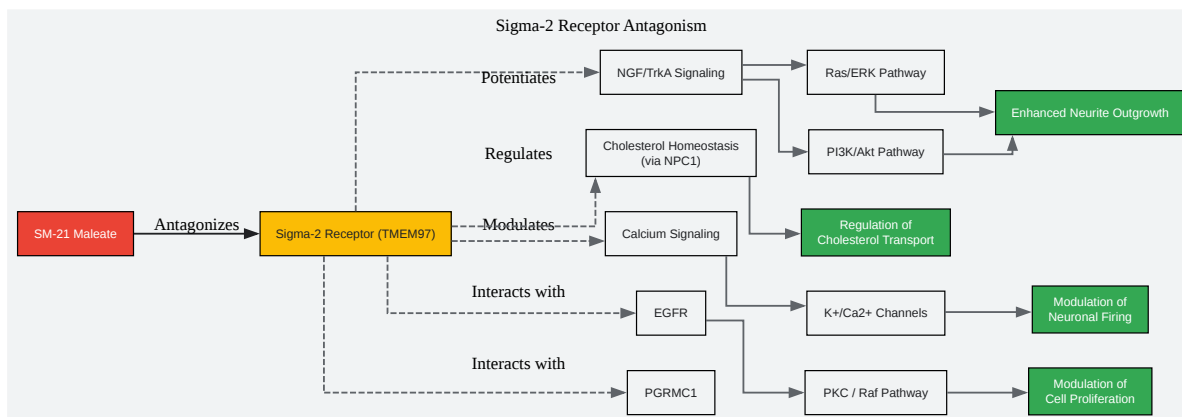 Sigma-2 Receptor Antagonism
Potentiates
NGF/TrkA Signaling
Ras/ERK Pathway
Enhanced Neurite Outgrowth
Regulates
Cholesterol Homeostasis
(via NPC1)
PI3K/Akt Pathway
SM-21 Maleate
Antagonizes
Sigma-2 Receptor (TMEM97)
Modulates
Calcium Signaling
Regulation of
Cholesterol Transport
Interacts with
EGFR
K+/Ca2+ Channels
Modulation of
Neuronal Firing
Interacts with
PGRMC1
PKC / Raf Pathway
Modulation of
Cell Proliferation